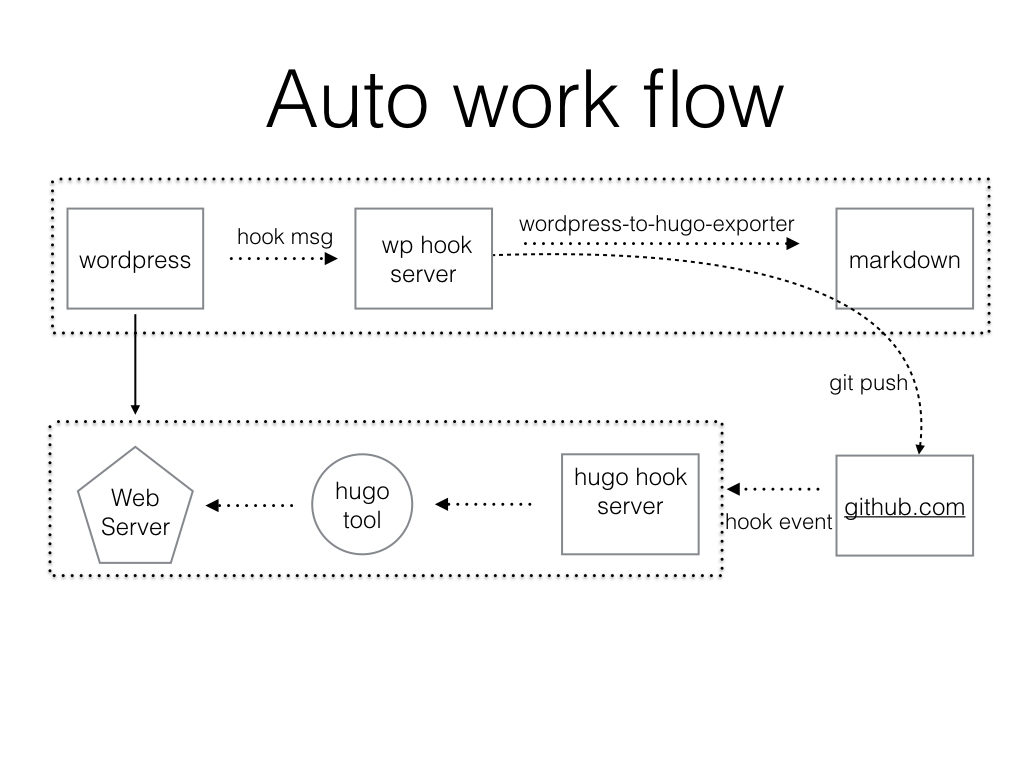 Auto work flow
wordpress
hook msg
wp hook
server
wordpress-to-hugo-exporter
markdown
git push
Web
Server
hugo
tool
hugo hook
server
hook event
github.com